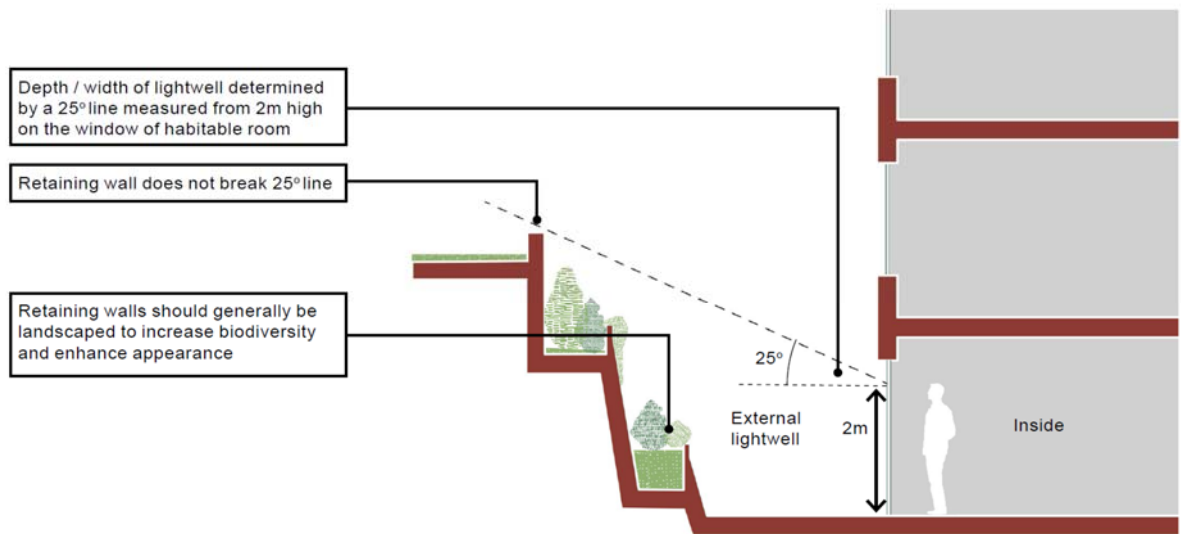 Depth / width of lightwell determined
by a 25º line measured from 2m high
on the window of habitable room
Retaining wall does not break 25º line
Retaining walls should generally be
landscaped to increase biodiversity
and enhance appearance
25º
External
lightwell
2m
Inside